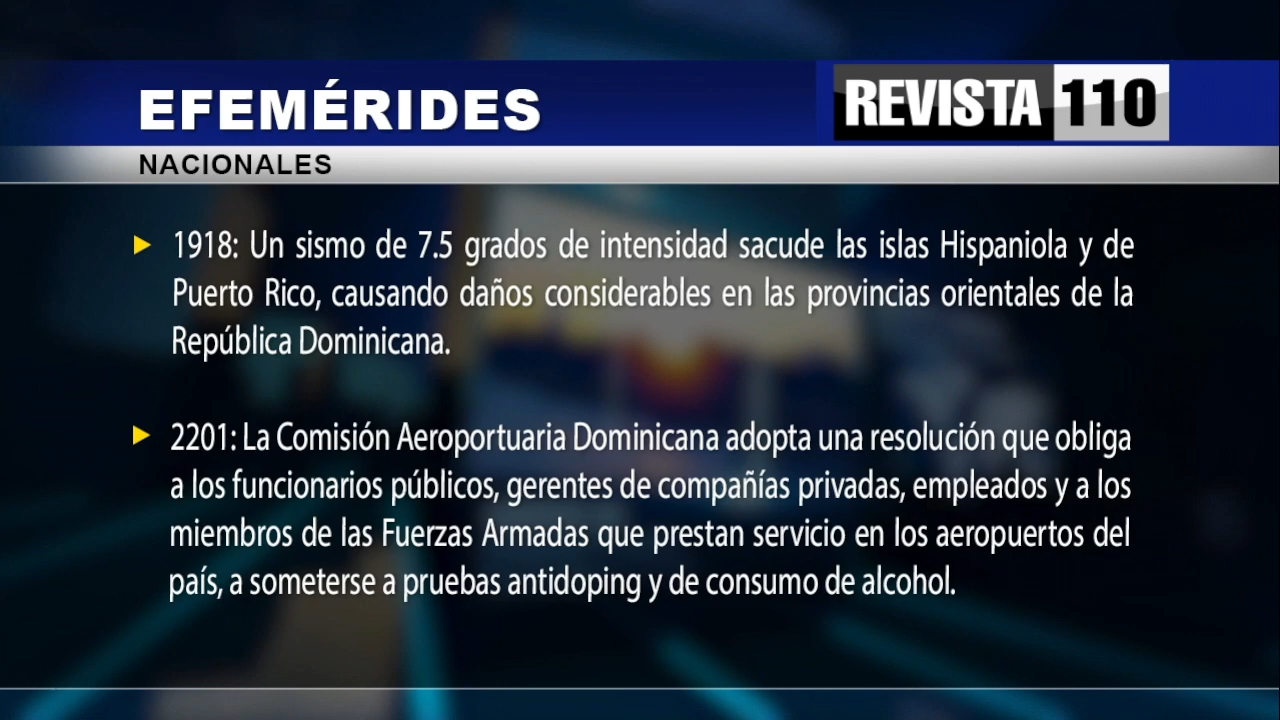 EFEMÉRIDES
REVISTA 110
NACIONALES
1918: Un sismo de 7.5 grados de intensidad sacude las islas Hispaniola y de
Puerto Rico, causando daños considerables en las provincias orientales de la
República Dominicana.
2201: La Comisión Aeroportuaria Dominicana adopta una resolución que obliga
a los funcionarios públicos, gerentes de compañías privadas, empleados y a los
miembros de las Fuerzas Armadas que prestan servicio en los aeropuertos del
país, a someterse a pruebas antidoping y de consumo de alcohol.